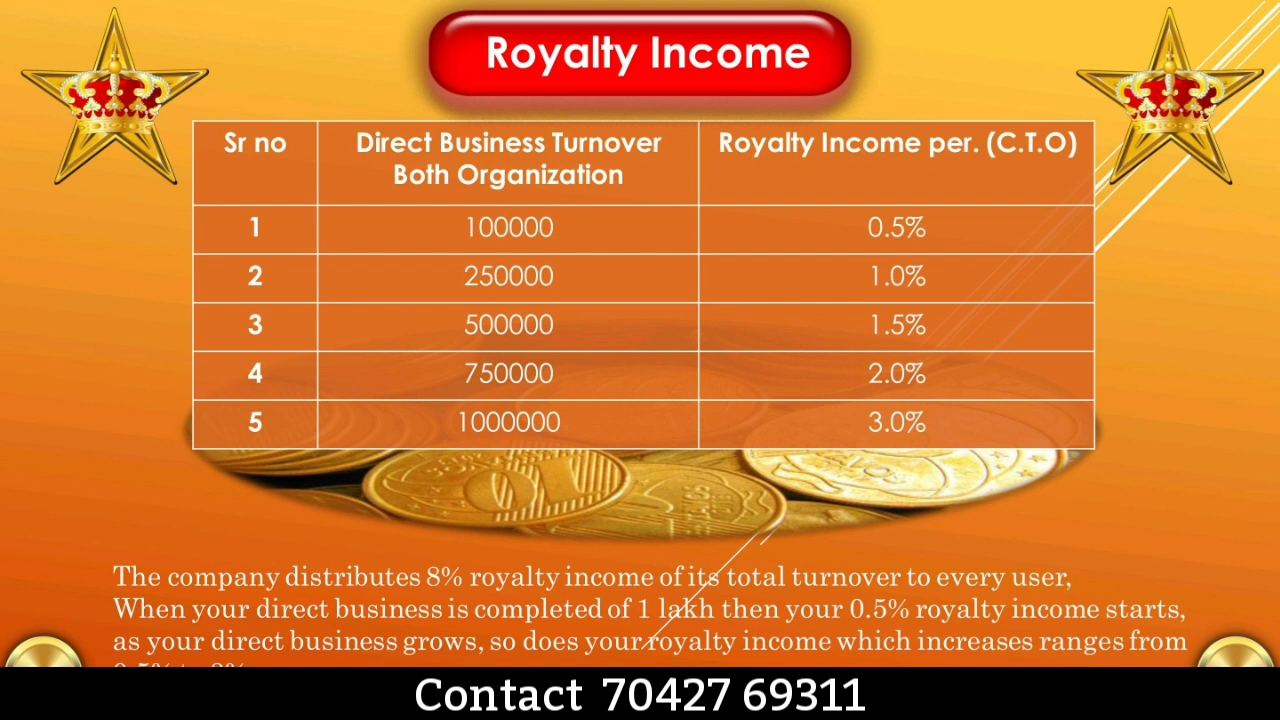 Royalty Income
Sr no
Direct Business Turnover
Both Organization
Royalty Income per. (C.T.O)
1 100000 0.5%
2 250000 1.0%
3 500000 1.5%
4 750000 2.0%
5 1000000 3.0%
The company distributes 8% royalty income of its total turnover to every user,
When your direct business is completed of 1 lakh then your 0.5% royalty income starts,
as your direct business grows, so does your royalty income which increases ranges from
Contact 70427 69311